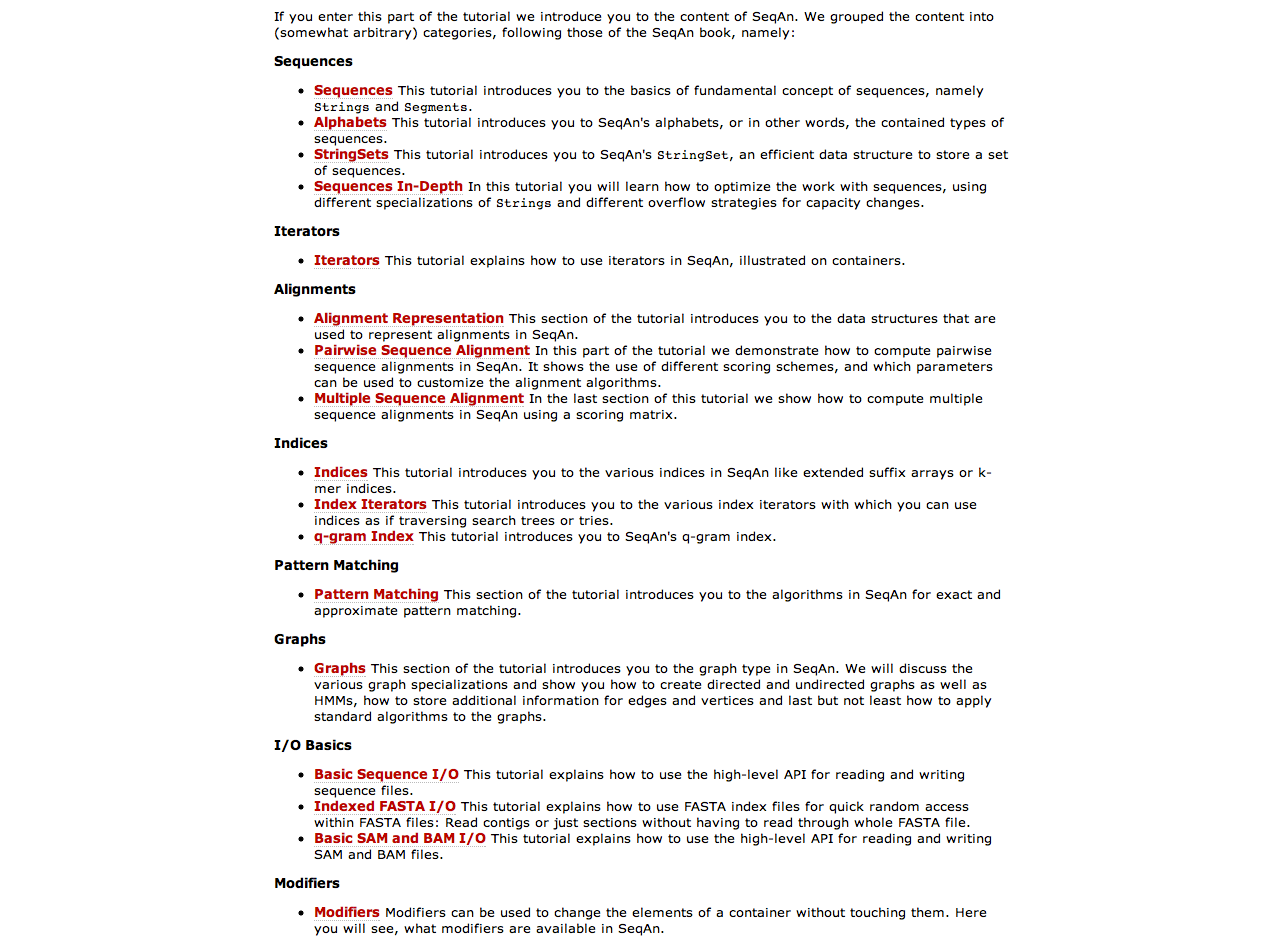 If you enter this part of the tutorial we introduce you to the content of SeqAn. We grouped the content into
(somewhat arbitrary) categories, following those of the SeqAn book, namely:
Sequences
• Sequences This tutorial introduces you to the basics of fundamental concept of sequences, namely
Strings and Segments.
• Alphabets This tutorial introduces you to SeqAn's alphabets, or in other words, the contained types of
sequences.
• StringSets This tutorial introduces you to SeqAn's StringSet, an efficient data structure to store a set
of sequences.
• Sequences In-Depth In this tutorial you will learn how to optimize the work with sequences, using
different specializations of Strings and different overflow strategies for capacity changes.
Iterators
• Iterators This tutorial explains how to use iterators in SeqAn, illustrated on containers.
Alignments
• Alignment Representation This section of the tutorial introduces you to the data structures that are
used to represent alignments in SeqAn.
• Pairwise Sequence Alignment In this part of the tutorial we demonstrate how to compute pairwise
sequence alignments in SeqAn. It shows the use of different scoring schemes, and which parameters
can be used to customize the alignment algorithms.
• Multiple Sequence Alignment In the last section of this tutorial we show how to compute multiple
sequence alignments in SeqAn using a scoring matrix.
Indices
• Indices This tutorial introduces you to the various indices in SeqAn like extended suffix arrays or k-
mer indices.
• Index Iterators This tutorial introduces you to the various index iterators with which you can use
indices as if traversing search trees or tries.
• q-gram Index This tutorial introduces you to SeqAn's q-gram index.
Pattern Matching
• Pattern Matching This section of the tutorial introduces you to the algorithms in SeqAn for exact and
approximate pattern matching.
Graphs
• Graphs This section of the tutorial introduces you to the graph type in SeqAn. We will discuss the
various graph specializations and show you how to create directed and undirected graphs as well as
HMMs, how to store additional information for edges and vertices and last but not least how to apply
standard algorithms to the graphs.
I/O Basics
• Basic Sequence I/O This tutorial explains how to use the high-level API for reading and writing
sequence files.
• Indexed FASTA I/O This tutorial explains how to use FASTA index files for quick random access
within FASTA files: Read contigs or just sections without having to read through whole FASTA file.
• Basic SAM and BAM I/O This tutorial explains how to use the high-level API for reading and writing
SAM and BAM files.
Modifiers
• Modifiers Modifiers can be used to change the elements of a container without touching them. Here
you will see, what modifiers are available in SeqAn.